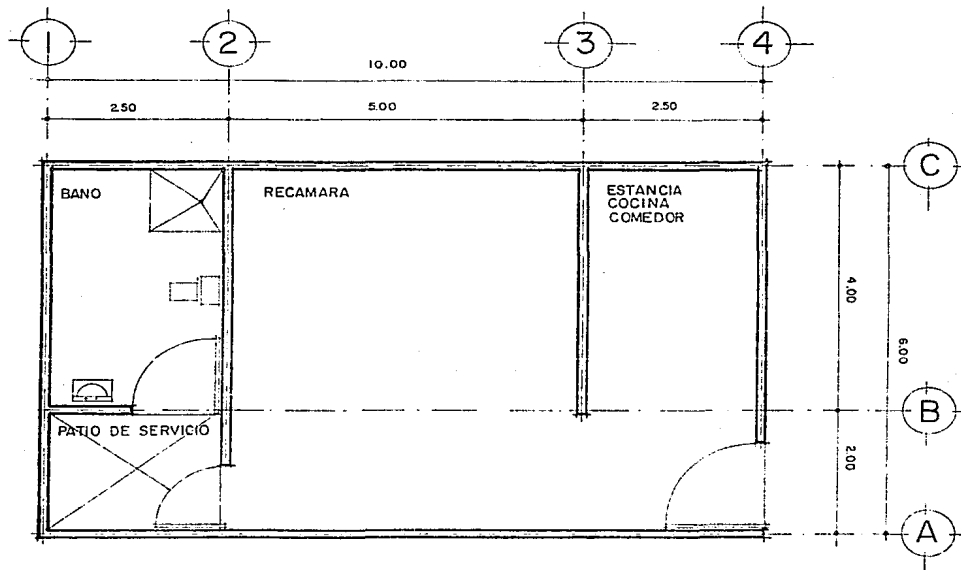 1
2
3
4
10.00
2.50
5.00
2.50
BANO
RECAMARA
ESTANCIA
COCINA
COMEDOR
C
4.00
6.00
B
PATIO DE SERVICIO
2.00
A